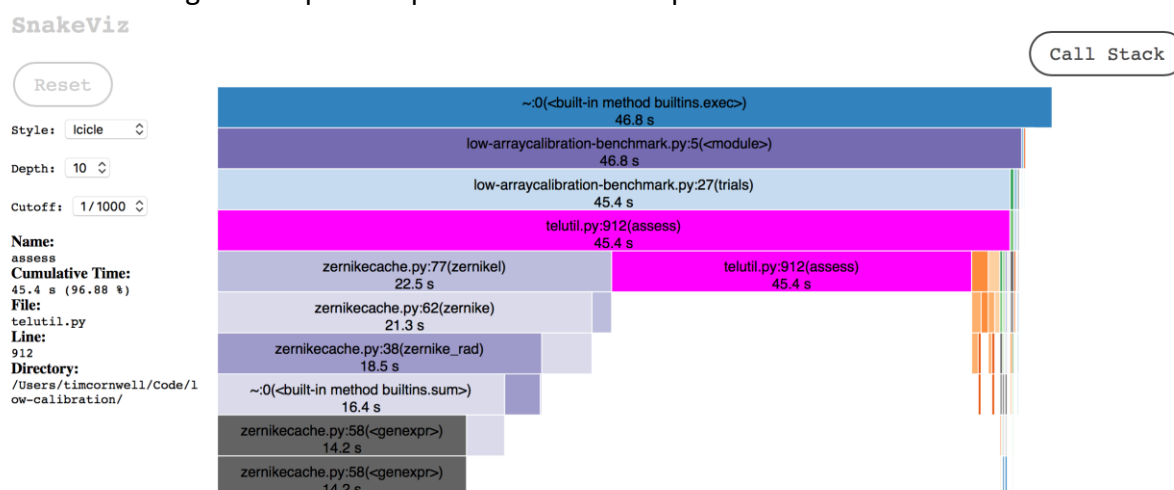 SnakeViz
Call Stack
Reset
Style: Icicle
Depth: 10
Cutoff: 1/1000
Name:
assess
Cumulative Time:
45.4 s (96.88 %)
File:
telutil.py
Line:
912
Directory:
/Users/timcornwell/Code/l
ow-calibration/
~:0(<built-in method builtins.exec>)
46.8 s
low-arraycalibration-benchmark.py:5(<module>)
46.8 s
low-arraycalibration-benchmark.py:27(trials)
45.4 s
telutil.py:912(assess)
45.4 s
zernikecache.py:77(zernikel)
22.5 s
telutil.py:912(assess)
45.4 s
zernikecache.py:62(zernike)
21.3 s
zernikecache.py:38(zernike_rad)
18.5 s
~:0(<built-in method builtins.sum>)
16.4 s
zernikecache.py:58(<genexpr>)
14.2 s
zernikecache.py:58(<genexpr>)
14.2 s